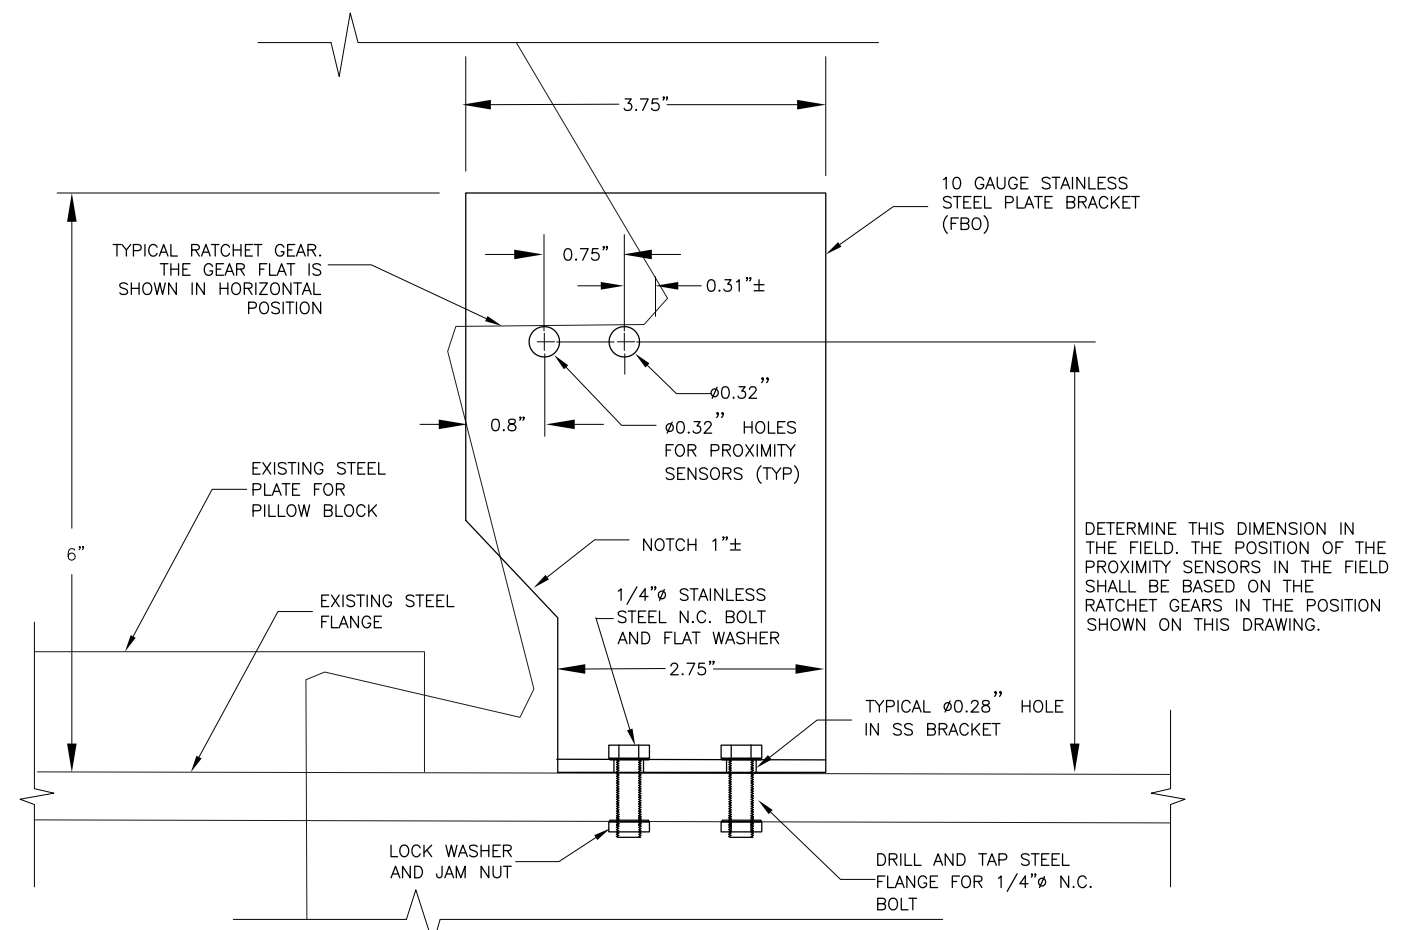 3.75”
10 GAUGE STAINLESS
STEEL PLATE BRACKET
(FBO)
TYPICAL RATCHET GEAR.
THE GEAR FLAT IS
SHOWN IN HORIZONTAL
POSITION
0.75”
0.31”±
ø0.32”
0.8”
ø0.32” HOLES
FOR PROXIMITY
SENSORS (TYP)
EXISTING STEEL
PLATE FOR
PILLOW BLOCK
6”
NOTCH 1”±
DETERMINE THIS DIMENSION IN
THE FIELD. THE POSITION OF THE
PROXIMITY SENSORS IN THE FIELD
SHALL BE BASED ON THE
RATCHET GEARS IN THE POSITION
SHOWN ON THIS DRAWING.
EXISTING STEEL
FLANGE
1/4”ø STAINLESS
STEEL N.C. BOLT
AND FLAT WASHER
2.75”
TYPICAL ø0.28” HOLE
IN SS BRACKET
LOCK WASHER
AND JAM NUT
DRILL AND TAP STEEL
FLANGE FOR 1/4”ø N.C.
BOLT